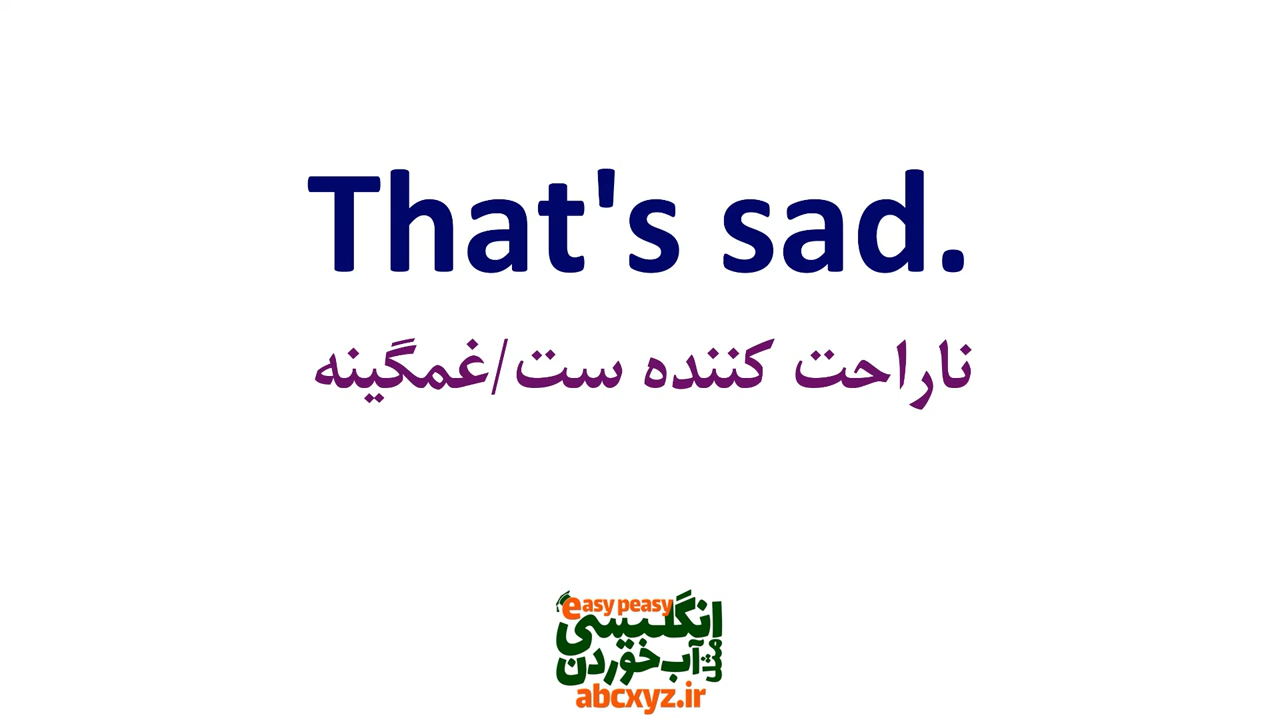 That's sad.
ناراحت کننده ست/غمگینه
easy peasy
انگلیسی
مثل آب خوردن
abcxyz.ir